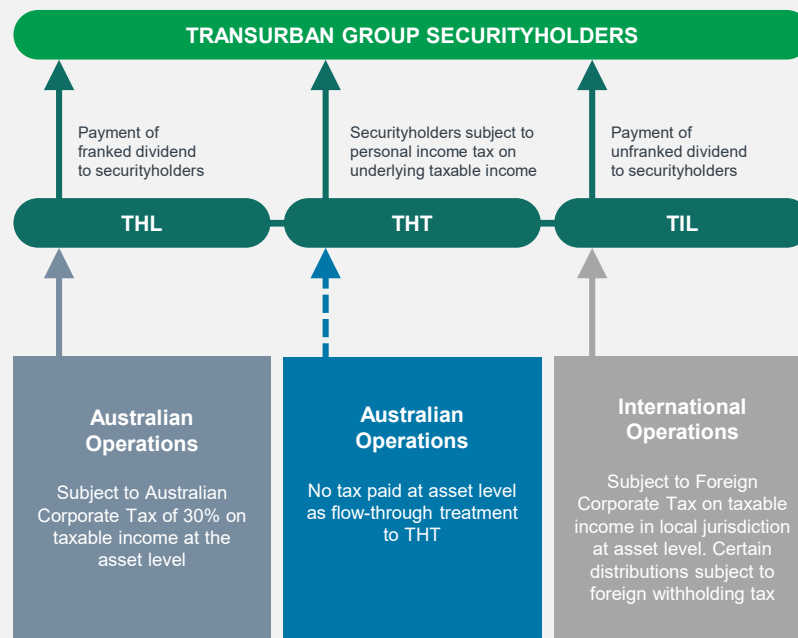 TRANSURBAN GROUP SECURITYHOLDERS
Payment of
franked dividend
to securityholders
Securityholders subject to
personal income tax on
underlying taxable income
Payment of
unfranked dividend
to securityholders
THL
THT
TIL
Australian
Operations
Subject to Australian
Corporate Tax of 30% on
taxable income at the
asset level
Australian
Operations
No tax paid at asset level
as flow-through treatment
to THT
International
Operations
Subject to Foreign
Corporate Tax on taxable
income in local jurisdiction
at asset level. Certain
distributions subject to
foreign withholding tax